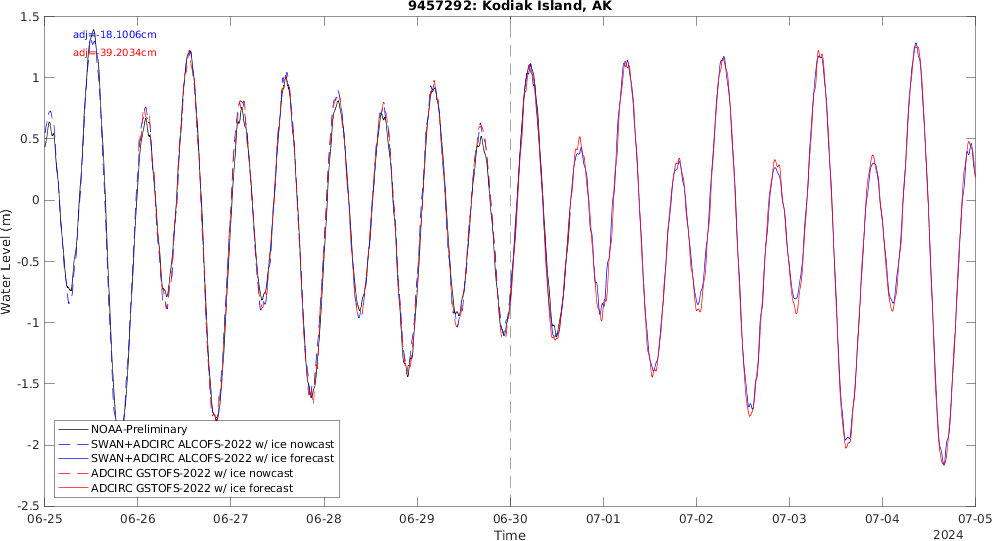 9457292: Kodiak Island, AK
adj=-18.1006cm
adj=-39.2034cm
1.5
1
0.5
0
-0.5
-1
-1.5
-2
-2.5
Water Level (m)
NOAA-Preliminary
SWAN+ADCIRC ALCOFS-2022 w/ ice nowcast
SWAN+ADCIRC ALCOFS-2022 w/ ice forecast
ADCIRC GSTOFS-2022 w/ ice nowcast
ADCIRC GSTOFS-2022 w/ ice forecast
06-25 06-26 06-27 06-28 06-29 06-30 07-01 07-02 07-03 07-04 07-05
Time
2024